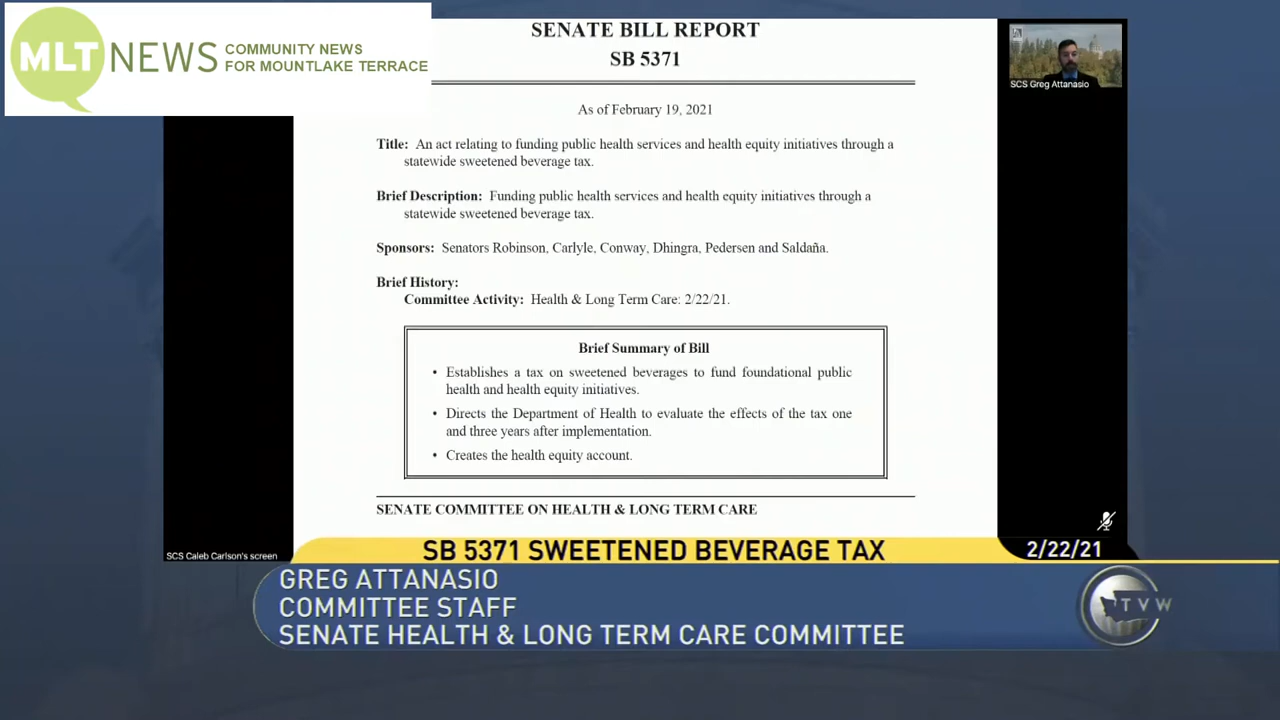 MLT NEWS
COMMUNITY NEWS
FOR MOUNTLAKE TERRACE
SENATE BILL REPORT
SB 5371
As of February 19, 2021
Title: An act relating to funding public health services and health equity initiatives through a
statewide sweetened beverage tax.
Brief Description: Funding public health services and health equity initiatives through a
statewide sweetened beverage tax.
Sponsors: Senators Robinson, Carlyle, Conway, Dhingra, Pedersen and Saldaña.
Brief History:
Committee Activity: Health & Long Term Care: 2/22/21.
Brief Summary of Bill
• Establishes a tax on sweetened beverages to fund foundational public
health and health equity initiatives.
• Directs the Department of Health to evaluate the effects of the tax one
and three years after implementation.
• Creates the health equity account.
SENATE COMMITTEE ON HEALTH & LONG TERM CARE
SCS Greg Attanasio
SCS Caleb Carlson's screen
SB 5371 SWEETENED BEVERAGE TAX
2/22/21
GREG ATTANASIO
COMMITTEE STAFF
SENATE HEALTH & LONG TERM CARE COMMITTEE
TVW